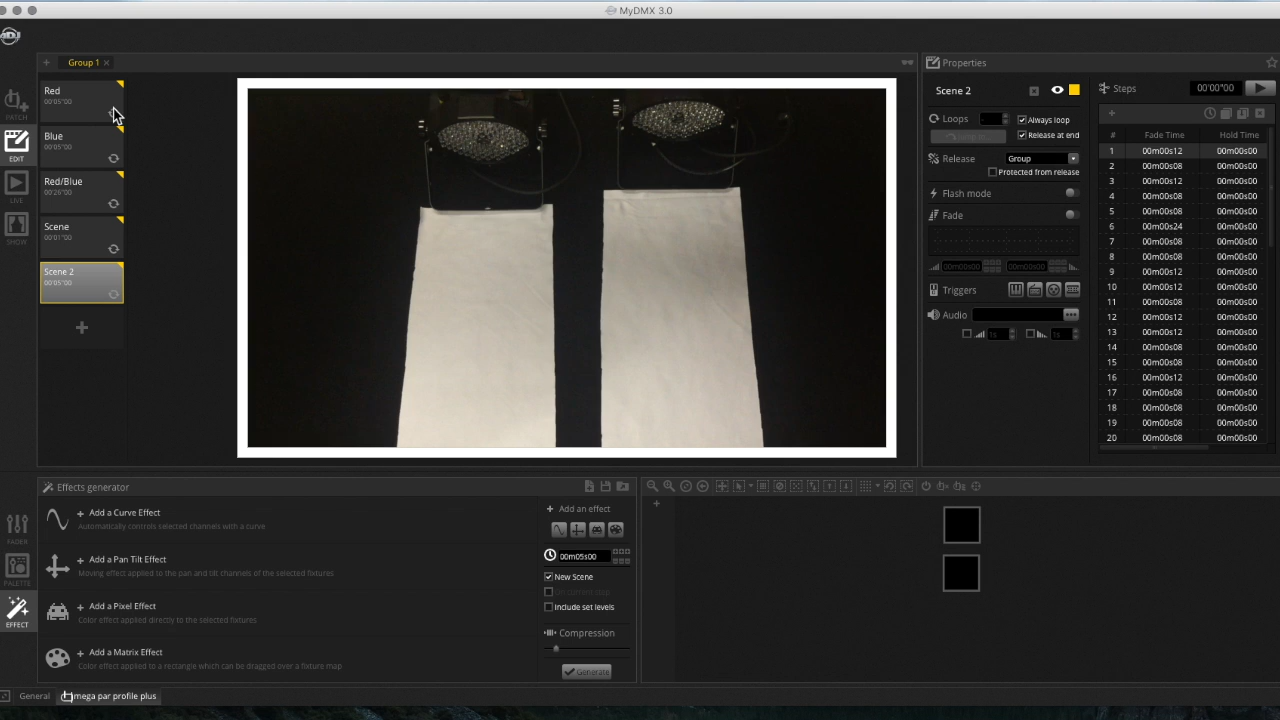 MyDMX 3.0
ADJ
Group 1
Red
00'05"00
Blue
00'05"00
Red/Blue
00'26"00
Scene
00'01"00
Scene 2
00'05"00
PATCH
EDIT
LIVE
SHOW
FADER
PALETTE
EFFECT
Properties
Scene 2
Loops
Always loop
Release at end
Release
Group
Protected from release
Flash mode
Fade
00m00s00
00m00s00
Triggers
Audio
1s
1s
Steps
00'00"00
# Fade Time Hold Time
1 00m00s12 00m00s00
2 00m00s08 00m00s00
3 00m00s12 00m00s00
4 00m00s08 00m00s00
5 00m00s08 00m00s00
6 00m00s24 00m00s00
7 00m00s08 00m00s00
8 00m00s08 00m00s00
9 00m00s12 00m00s00
10 00m00s12 00m00s00
11 00m00s08 00m00s00
12 00m00s12 00m00s00
13 00m00s12 00m00s00
14 00m00s08 00m00s00
15 00m00s08 00m00s00
16 00m00s12 00m00s00
17 00m00s08 00m00s00
18 00m00s08 00m00s00
19 00m00s08 00m00s00
20 00m00s08 00m00s00
Effects generator
Add a Curve Effect
Automatically controls selected channels with a curve
Add a Pan Tilt Effect
Moving effect applied to the pan and tilt channels of the selected fixtures
Add a Pixel Effect
Color effect applied directly to the selected fixtures
Add a Matrix Effect
Color effect applied to a rectangle which can be dragged over a fixture map
Add an effect
00m05s00
New Scene
On current step
Include set levels
Compression
Generate
General
mega par profile plus